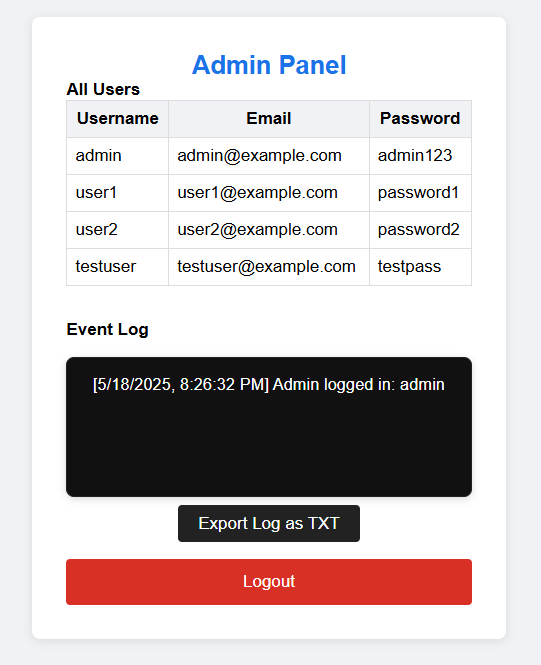 Admin Panel
All Users
Username Email Password
admin admin@example.com admin123
user1 user1@example.com password1
user2 user2@example.com password2
testuser testuser@example.com testpass
Event Log
[5/18/2025, 8:26:32 PM] Admin logged in: admin
Export Log as TXT
Logout